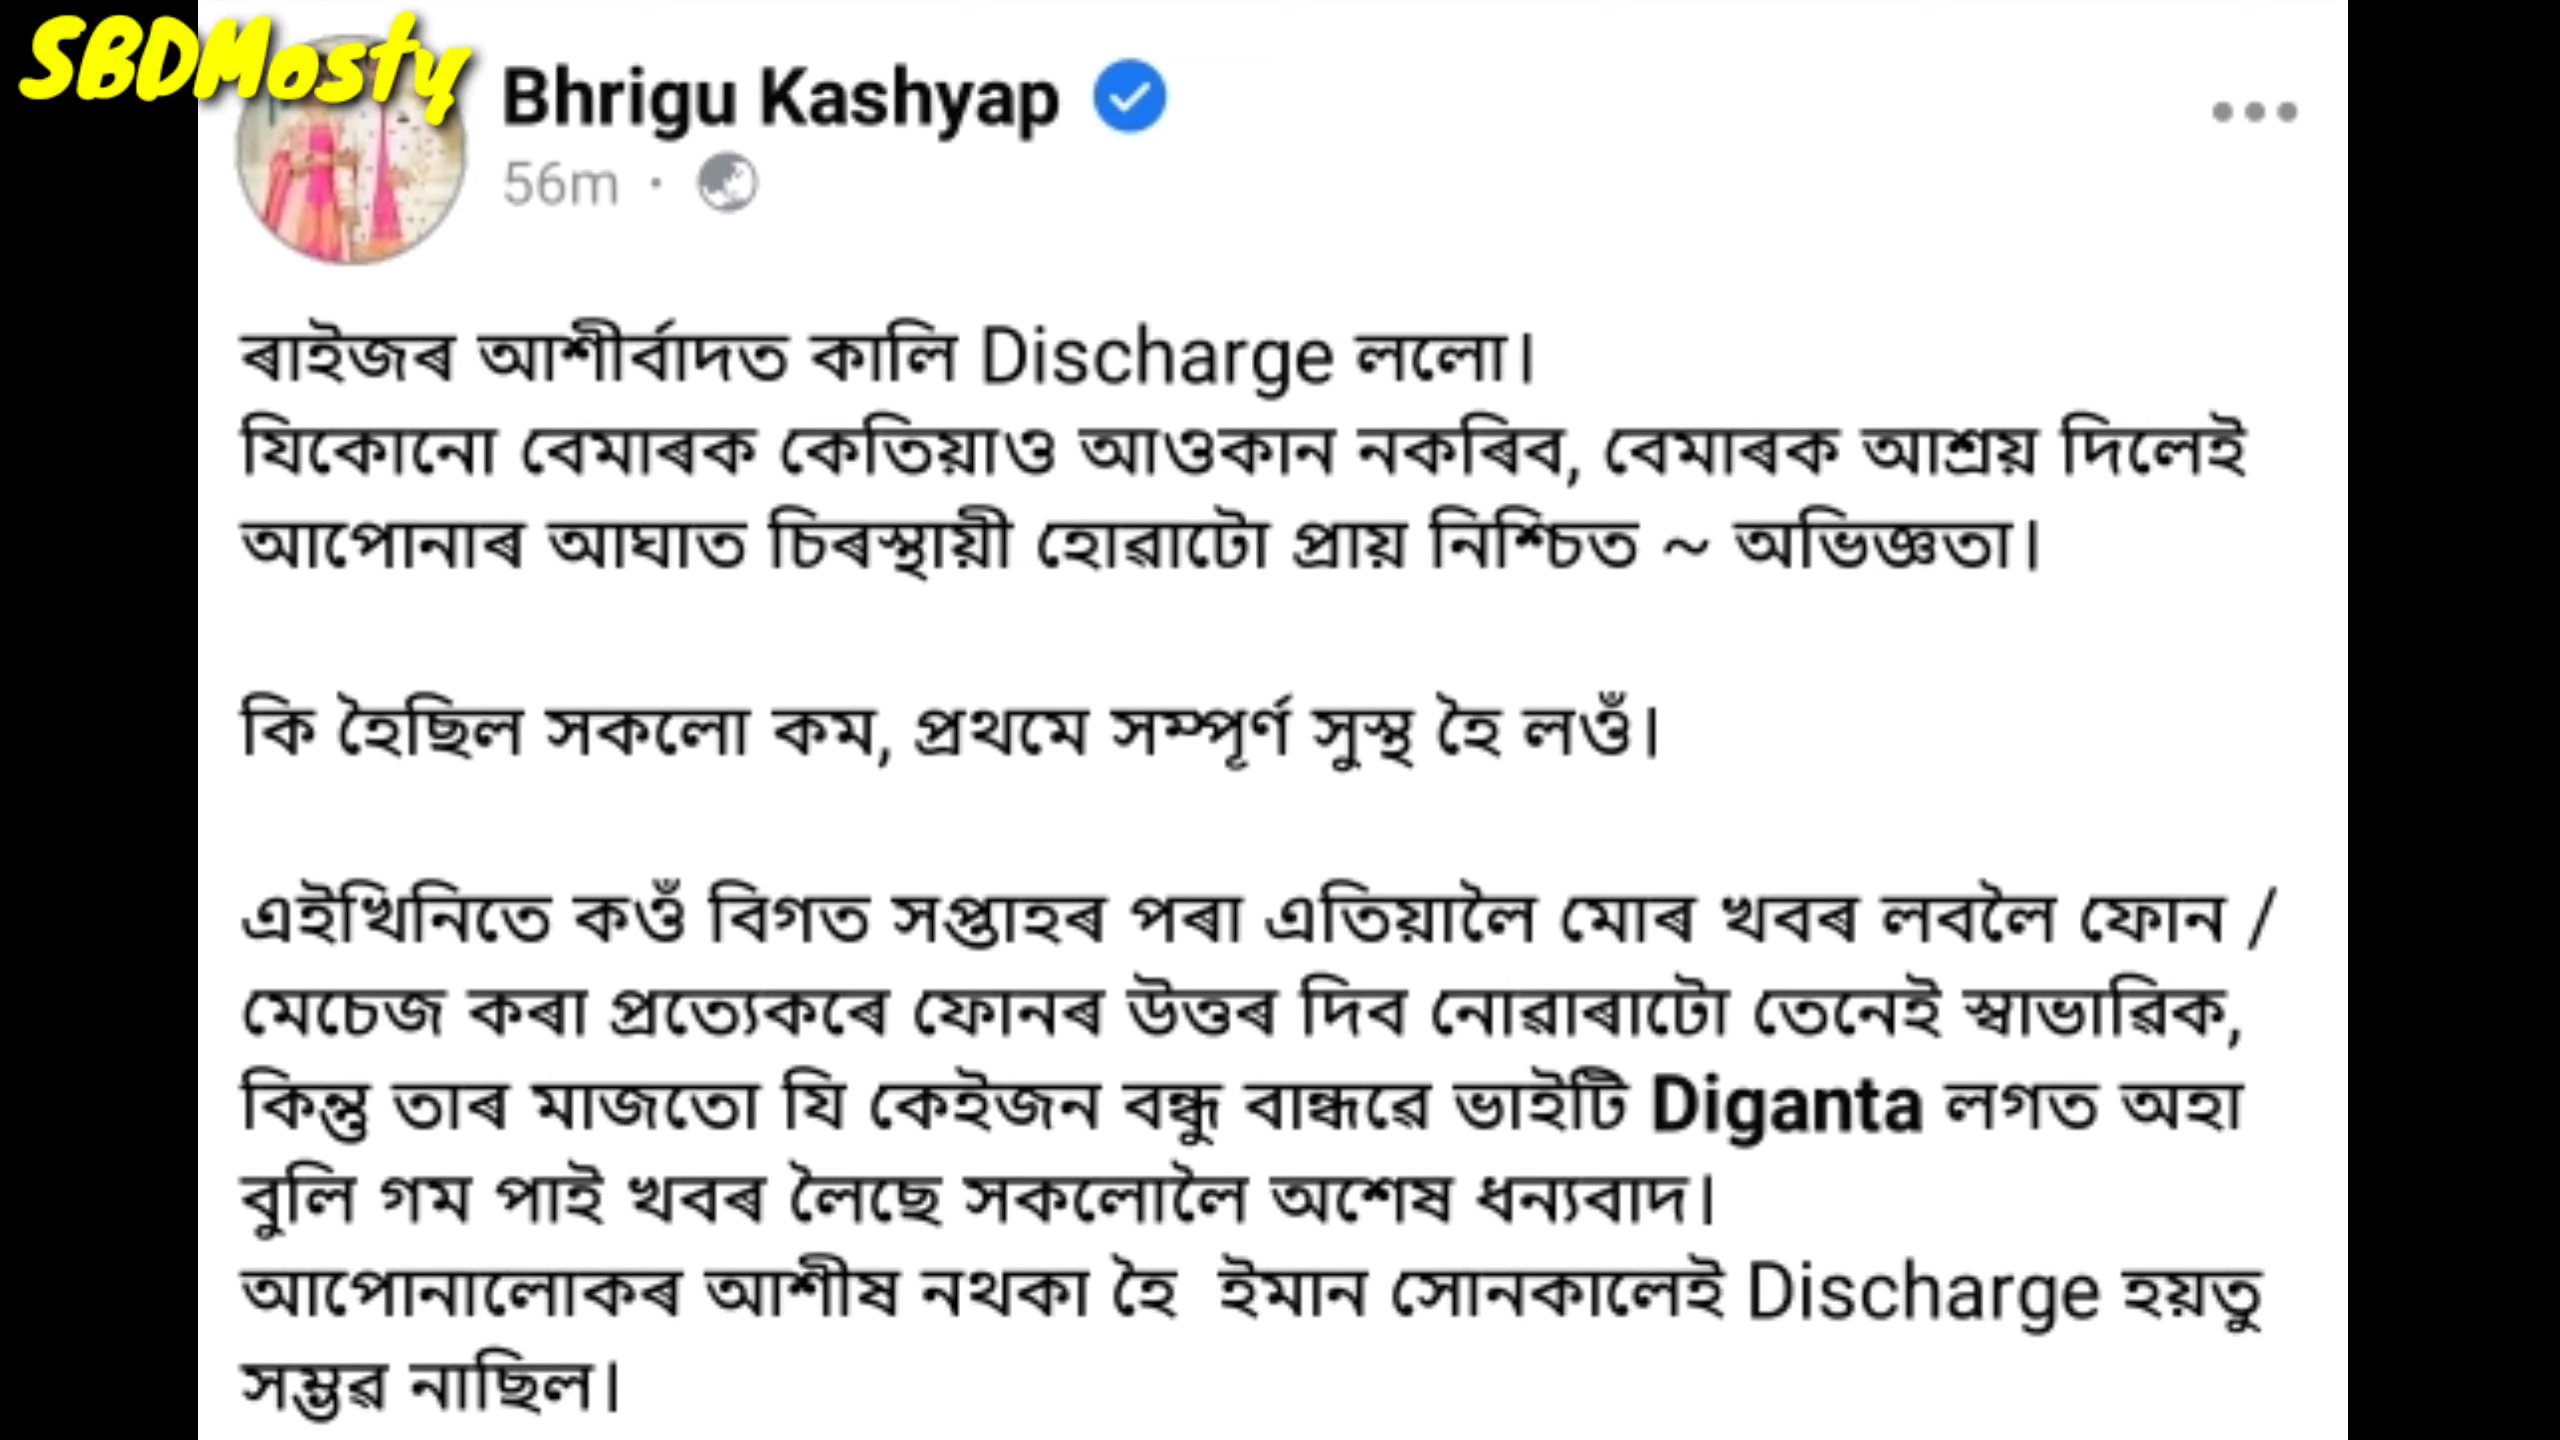 SBDMosty
Bhrigu Kashyap
56m ·
ৰাইজৰ আশীৰ্বাদত কালি Discharge ললো।
যিকোনো বেমাৰক কেতিয়াও আওকান নকৰিব, বেমাৰক আশ্ৰয় দিলেই
আপোনাৰ আঘাত চিৰস্থায়ী হোৱাটো প্ৰায় নিশ্চিত ~ অভিজ্ঞতা।
কি হৈছিল সকলো কম, প্ৰথমে সম্পূৰ্ণ সুস্থ হৈ লওঁ।
এইখিনিতে কওঁ বিগত সপ্তাহৰ পৰা এতিয়ালৈ মোৰ খবৰ লবলৈ ফোন /
মেচেজ কৰা প্ৰত্যেকৰে ফোনৰ উত্তৰ দিব নোৱাৰাটো তেনেই স্বাভাৱিক,
কিন্তু তাৰ মাজতো যি কেইজন বন্ধু বান্ধৱে ভাইটি Diganta লগত অহা
বুলি গম পাই খবৰ লৈছে সকলোলৈ অশেষ ধন্যবাদ।
আপোনালোকৰ আশীষ নথকা হৈ  ইমান সোনকালেই Discharge হয়তু
সম্ভৱ নাছিল।